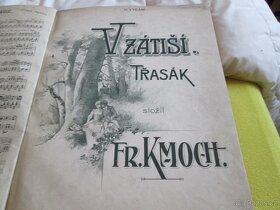 V ZÁTIŠÍ.
TŘASÁK
složil
FR. KMOCH.